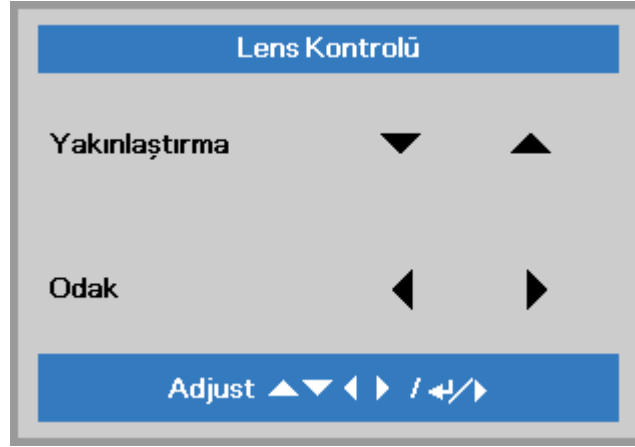 Lens Kontrolü
Yakınlaştırma ▼ ▲
Odak ◀ ▶
Adjust ▲▼◀ ▶ / ↵/▶